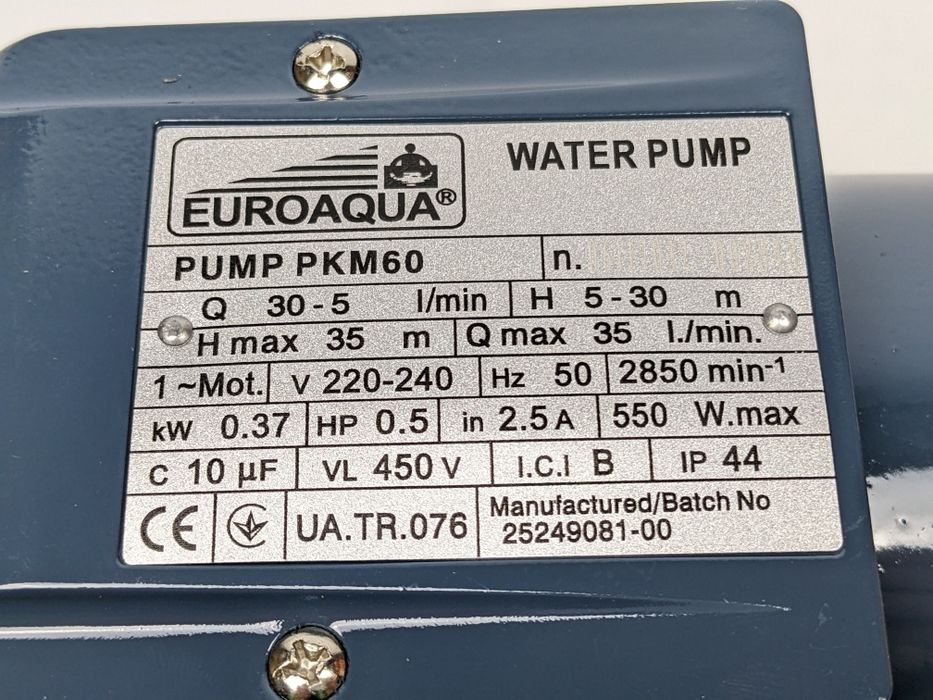 EUROAQUA®
WATER PUMP
PUMP PKM60 n.
Q 30 - 5 l/min H 5 - 30 m
H max 35 m Q max 35 l./min.
1 ~Mot. V 220-240 Hz 50 2850 min-1
kW 0.37 HP 0.5 in 2.5 A 550 W.max
C 10 µF VL 450 V I.C.I B IP 44
CE UA.TR.076 Manufactured/Batch No
25249081-00